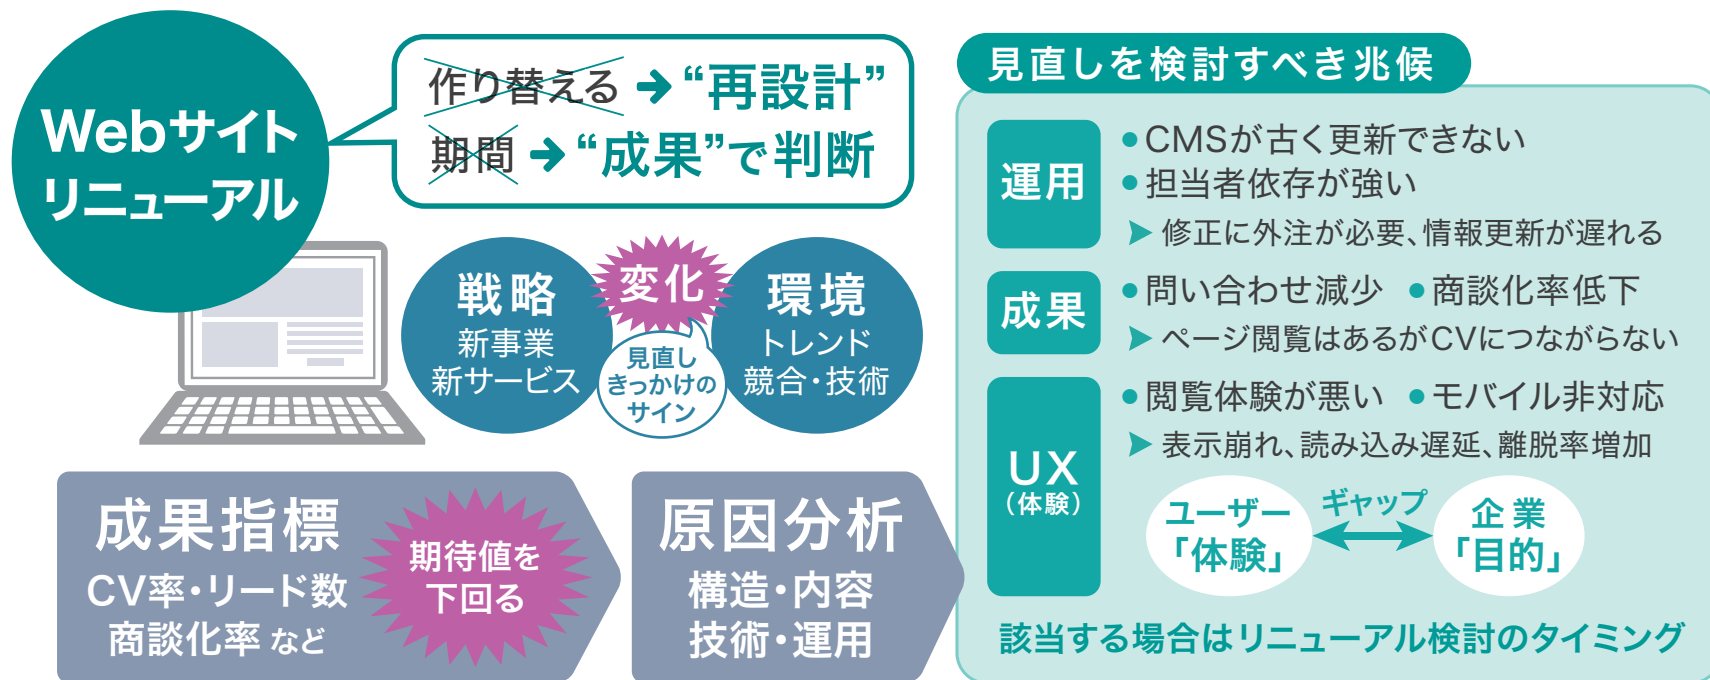 Webサイト
リニューアル
作り替える→“再設計”
期間→“成果”で判断
戦略
新事業
新サービス
変化
見直し
きっかけの
サイン
環境
トレンド
競合・技術
成果指標
CV率・リード数
商談化率 など
期待値を
下回る
原因分析
構造・内容
技術・運用
見直しを検討すべき兆候
運用
●CMSが古く更新できない
●担当者依存が強い
➤修正に外注が必要、情報更新が遅れる
成果
●問い合わせ減少 ●商談化率低下
➤ページ閲覧はあるがCVにつながらない
UX
(体験)
●閲覧体験が悪い ●モバイル非対応
➤表示崩れ、読み込み遅延、離脱率増加
ユーザー
「体験」
ギャップ
企業
「目的」
該当する場合はリニューアル検討のタイミング